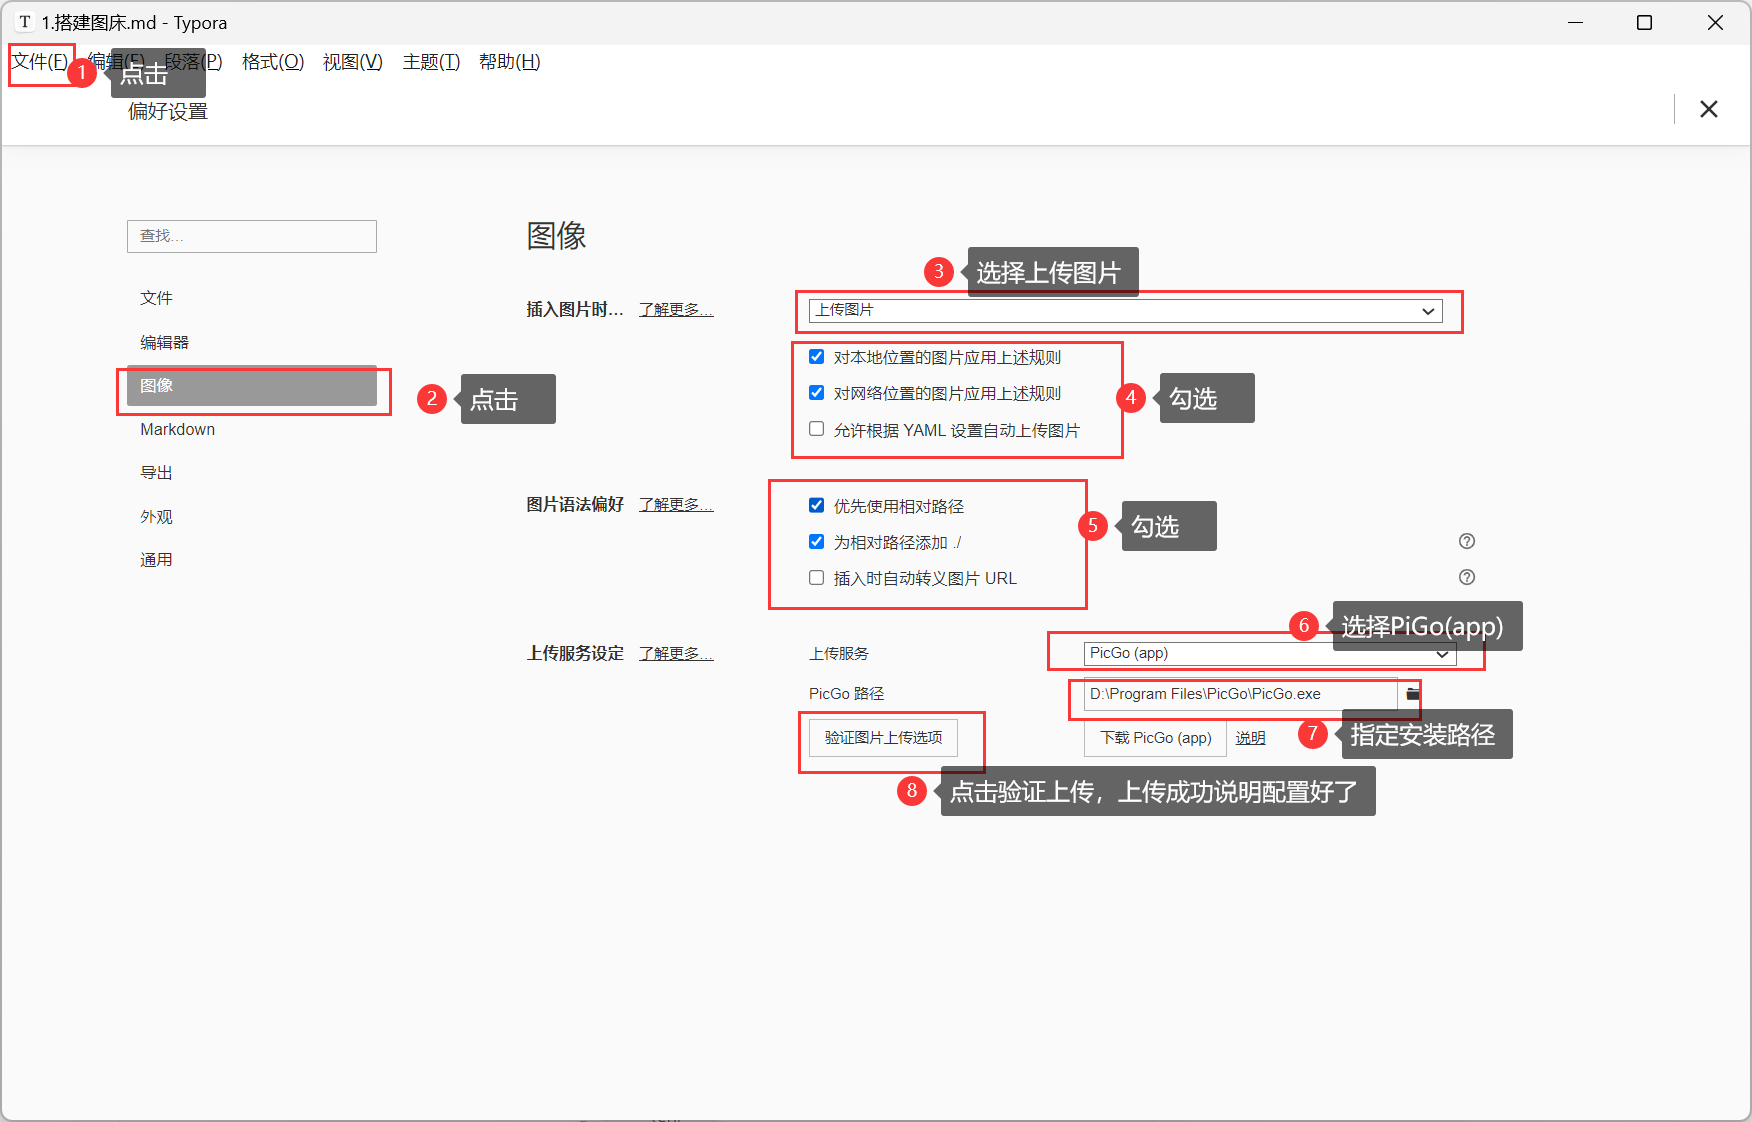 T 1.搭建图床.md - Typora
文件(F) 编辑(E) 段落(P) 格式(O) 视图(V) 主题(T) 帮助(H)
1 点击
偏好设置
查找...
文件
编辑器
图像
2 点击
Markdown
导出
外观
通用
图像
3 选择上传图片
插入图片时... 了解更多...
上传图片
对本地位置的图片应用上述规则
对网络位置的图片应用上述规则
4 勾选
允许根据 YAML 设置自动上传图片
图片语法偏好 了解更多...
优先使用相对路径
5 勾选
为相对路径添加 ./
插入时自动转义图片 URL
6 选择PiGo(app)
上传服务设定 了解更多...
上传服务 PicGo (app)
PicGo 路径 D:\Program Files\PicGo\PicGo.exe
验证图片上传选项 下载 PicGo (app) 说明
7 指定安装路径
8 点击验证上传，上传成功说明配置好了